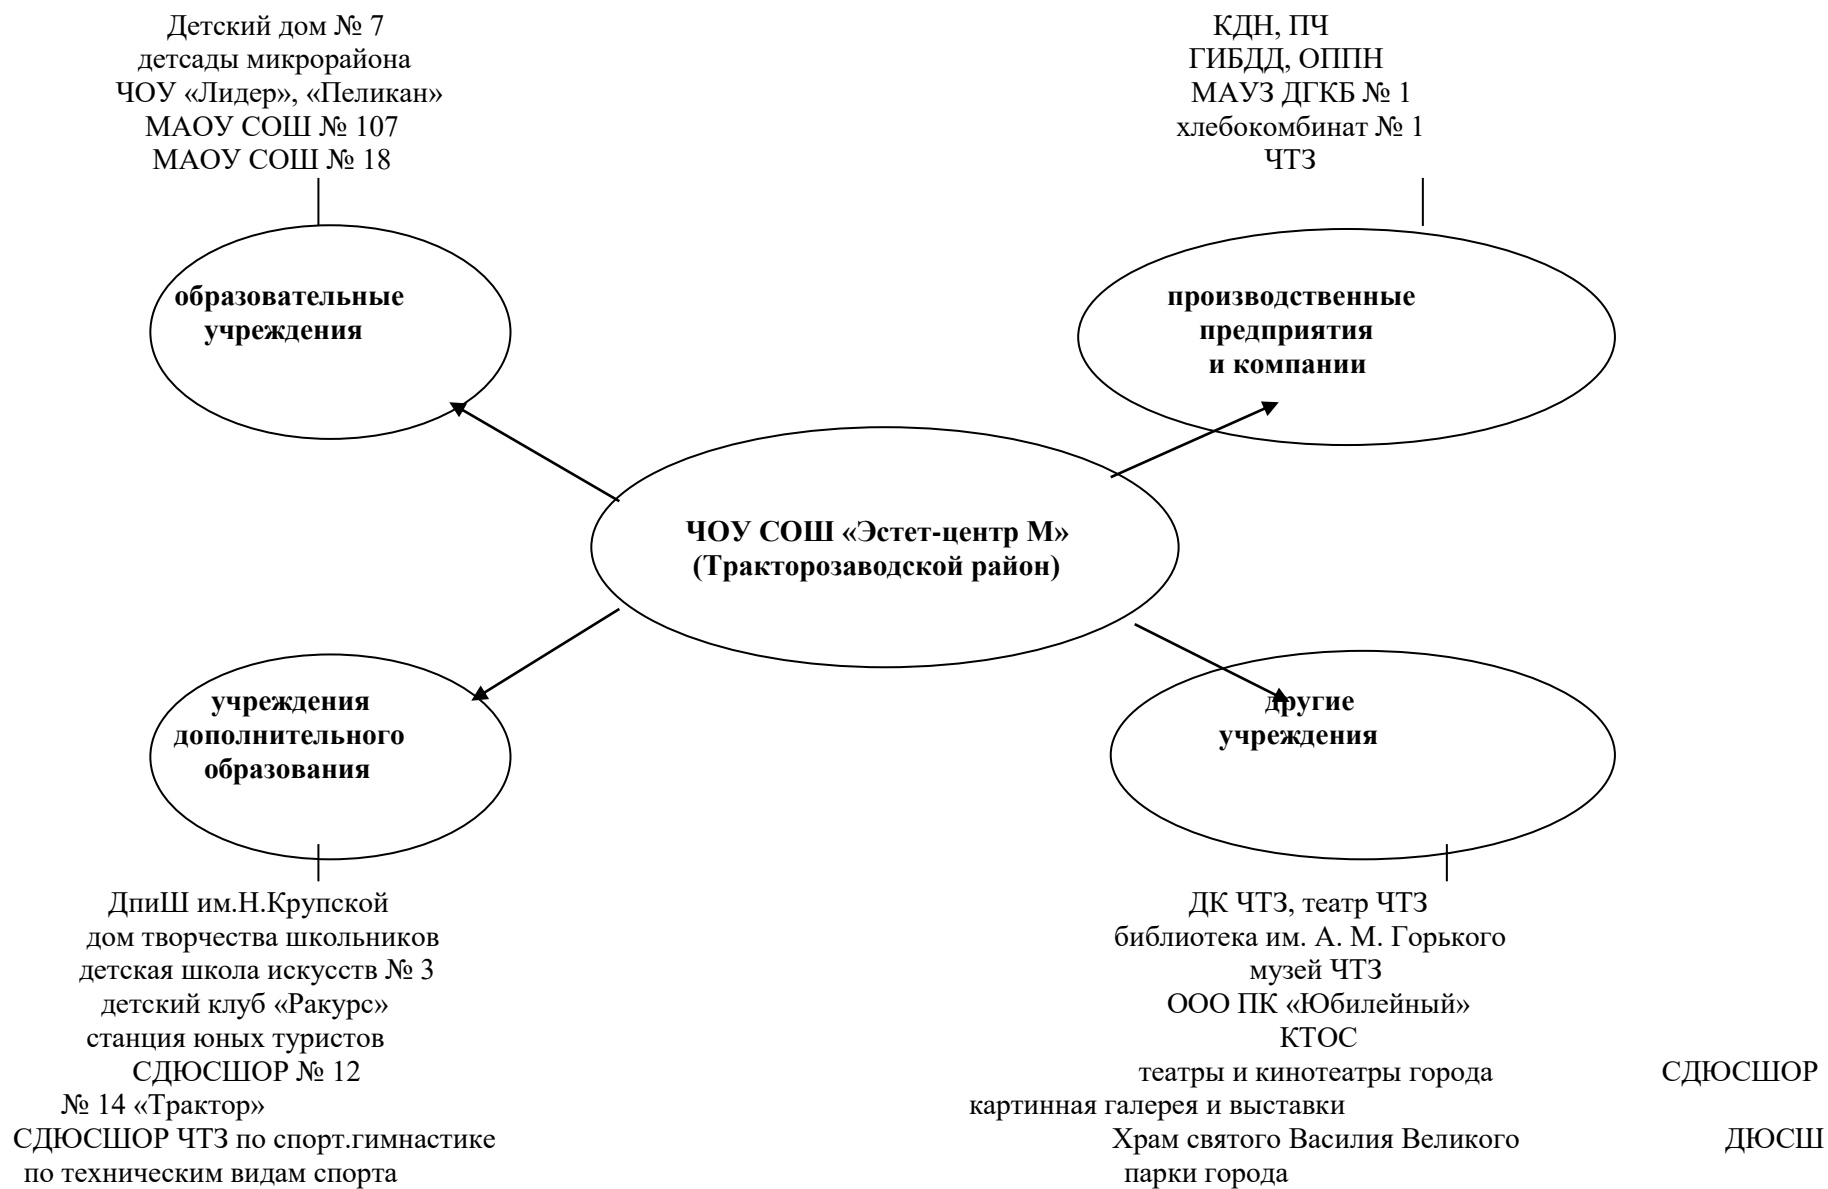 Детский дом № 7
детсады микрорайона
ЧОУ «Лидер», «Пеликан»
МАОУ СОШ № 107
МАОУ СОШ № 18
КДН, ПЧ
ГИБДД, ОППН
МАУЗ ДГКБ № 1
хлебокомбинат № 1
ЧТЗ
образовательные
учреждения
производственные
предприятия
и компании
ЧОУ СОШ «Эстет-центр М»
(Тракторозаводской район)
учреждения
дополнительного
образования
другие
учреждения
ДпиШ им.Н.Крупской
дом творчества школьников
детская школа искусств № 3
детский клуб «Ракурс»
станция юных туристов
СДЮСШОР № 12
№ 14 «Трактор»
СДЮСШОР ЧТЗ по спорт.гимнастике
по техническим видам спорта
ДК ЧТЗ, театр ЧТЗ
библиотека им. А. М. Горького
музей ЧТЗ
ООО ПК «Юбилейный»
КТОС
театры и кинотеатры города
СДЮСШОР
картинная галерея и выставки
Храм святого Василия Великого
ДЮСШ
парки города